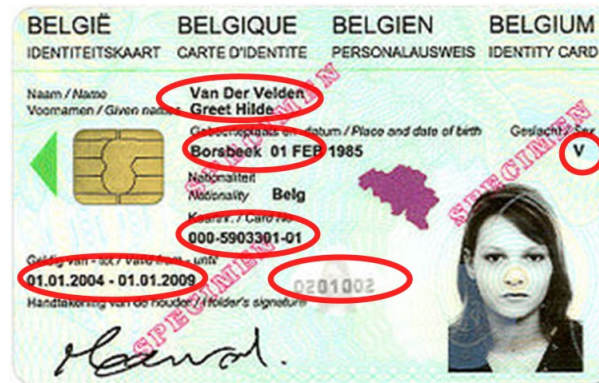 BELGIË BELGIQUE BELGIEN BELGIUM
IDENTITEITSKAART CARTE D'IDENTITE PERSONALAUSWEIS IDENTITY CARD
Naam / Name Van Der Velden
Voornamen / Given names Greet Hilde
Geboorteplaats en - datum / Place and date of birth Geslacht / Sex
Borsbeek 01 FEB 1985 V
Nationaliteit
Nationality Belg
Kaartnr. / Card No
000-5903301-01
Geldig van - tot / Valid from - until
01.01.2004 - 01.01.2009 0201002
Handtekening van de houder / Holder's signature
SPECIMEN
SPECIMEN
SPECIMEN